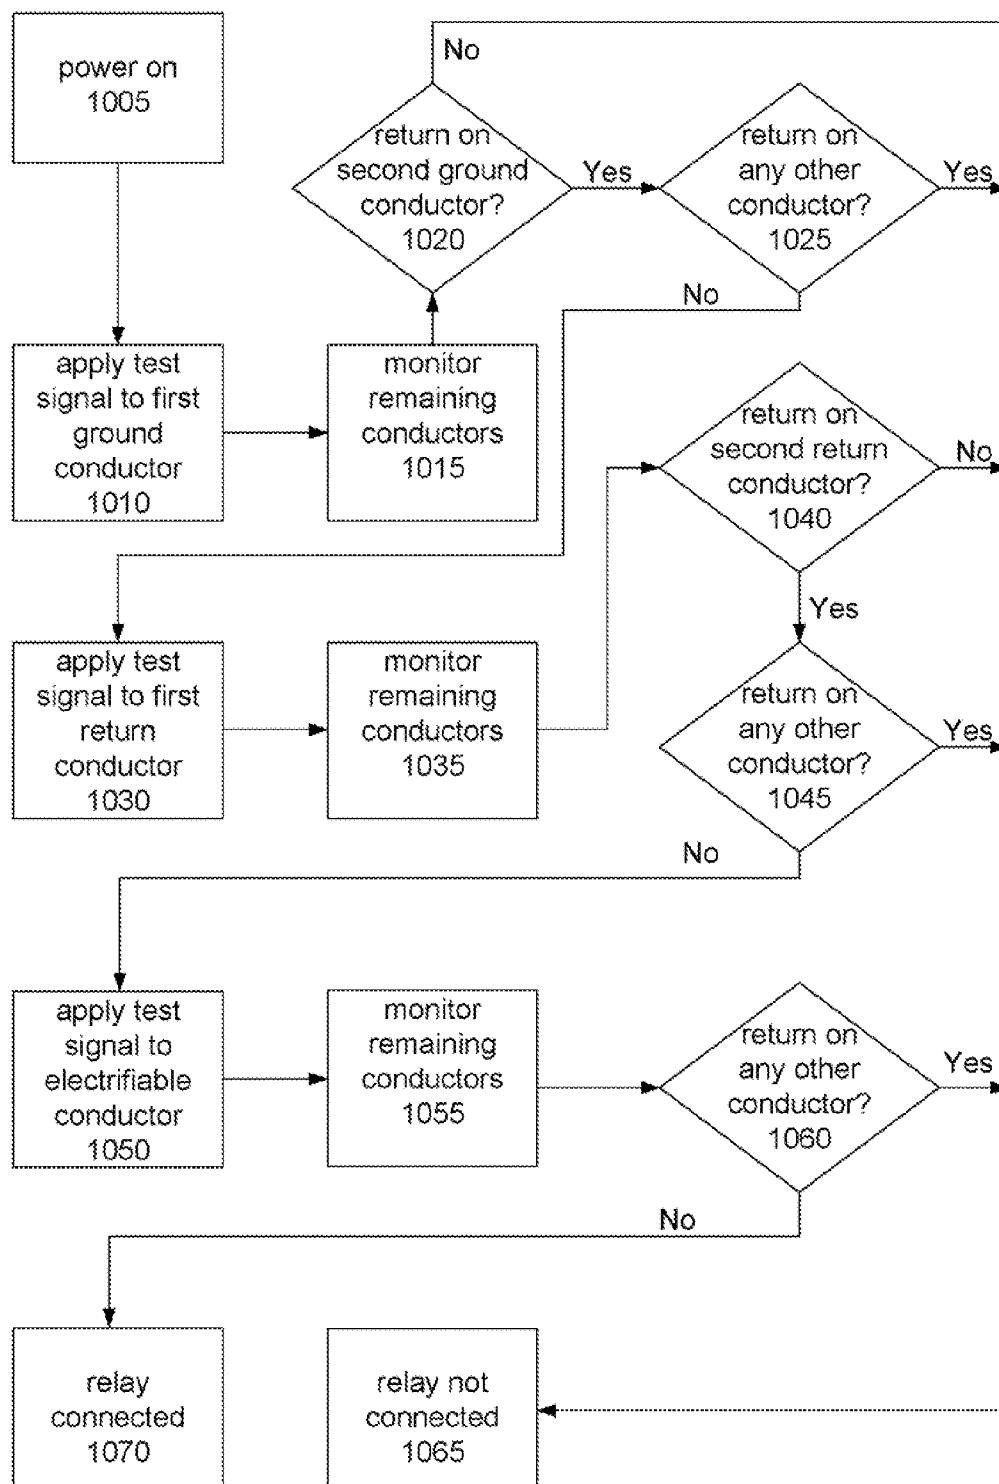 power on
1005
No
return on
second ground
conductor?
1020
Yes
return on
any other
conductor?
1025
Yes
No
apply test
signal to first
ground
conductor
1010
monitor
remaining
conductors
1015
return on
second return
conductor?
1040
No
Yes
apply test
signal to first
return
conductor
1030
monitor
remaining
conductors
1035
return on
any other
conductor?
1045
Yes
No
apply test
signal to
electrifiable
conductor
1050
monitor
remaining
conductors
1055
return on
any other
conductor?
1060
Yes
No
relay
connected
1070
relay not
connected
1065